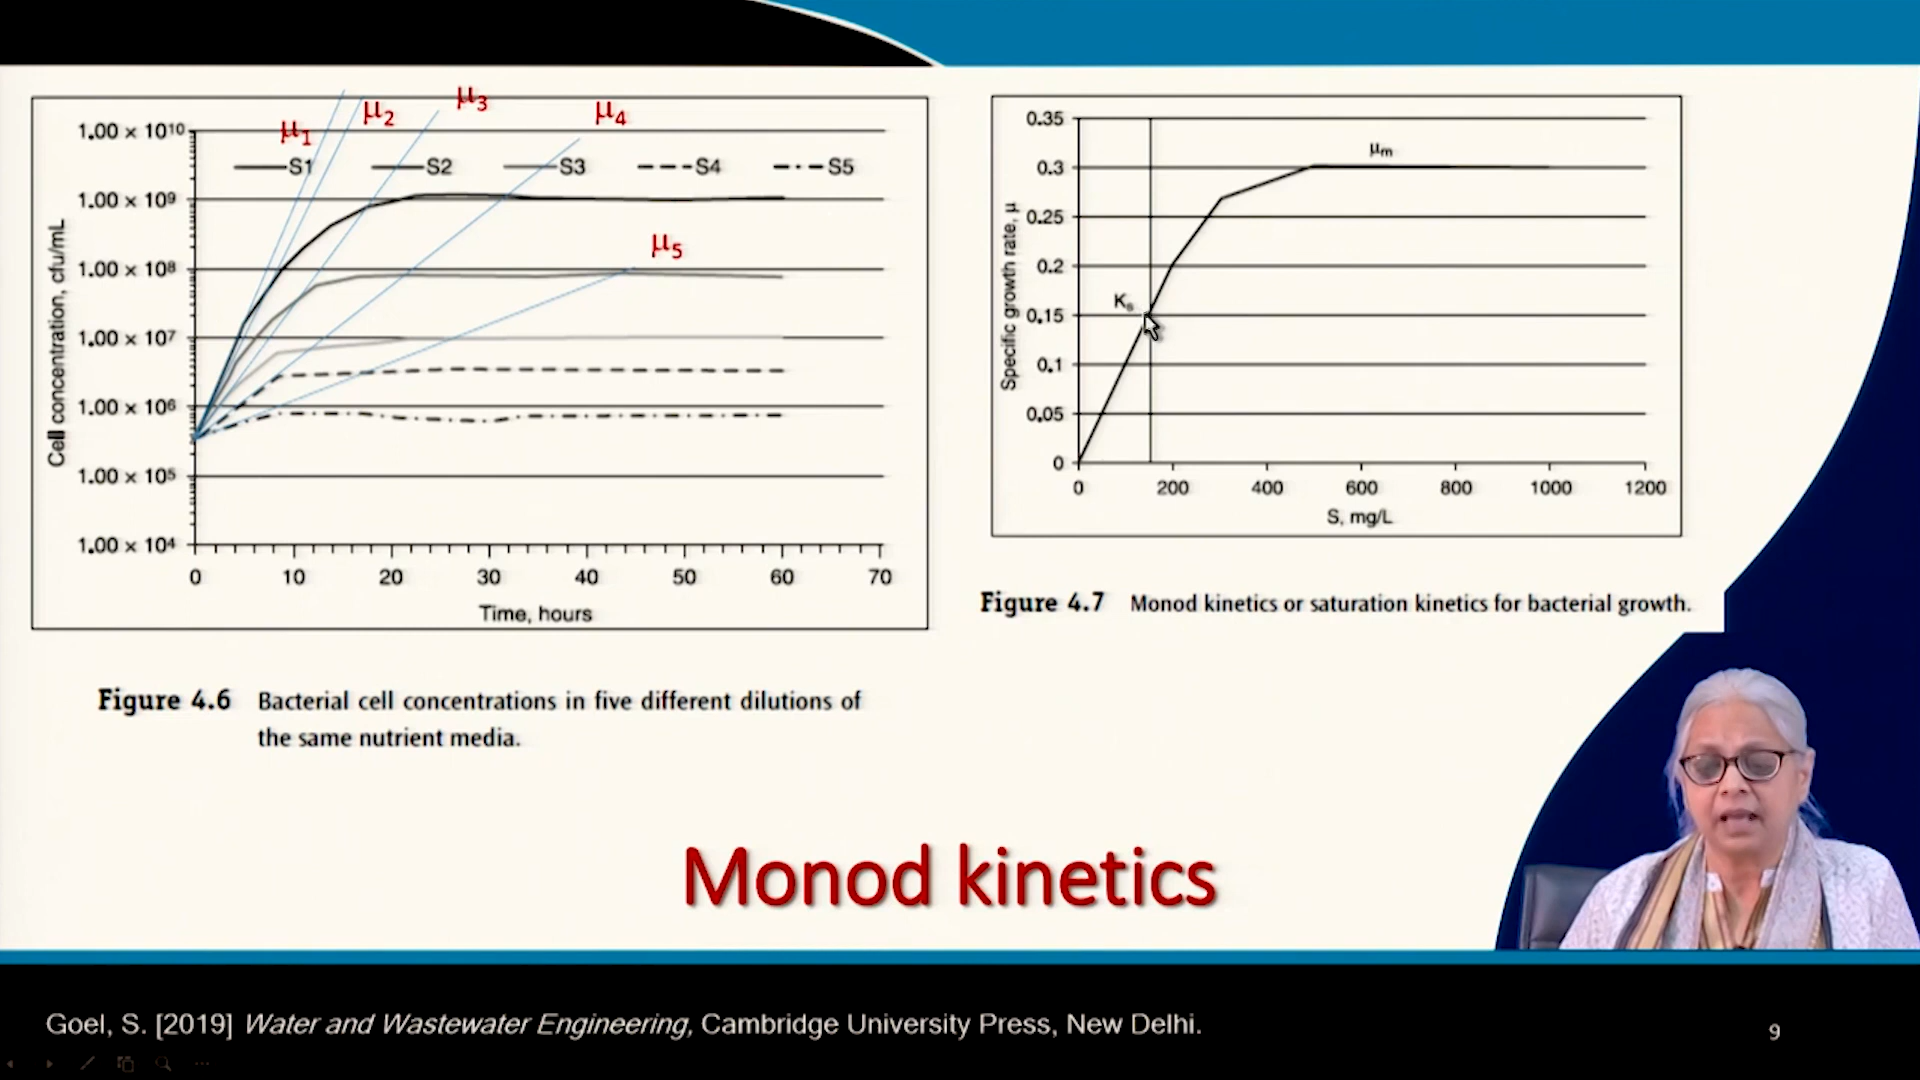 μ1
μ2
μ3
μ4
μ5
S1
S2
S3
S4
S5
1.00 × 10¹⁰
1.00 × 10⁹
1.00 × 10⁸
1.00 × 10⁷
1.00 × 10⁶
1.00 × 10⁵
1.00 × 10⁴
Cell concentration, cfu/mL
0 10 20 30 40 50 60 70
Time, hours
Figure 4.6 Bacterial cell concentrations in five different dilutions of
the same nutrient media.
0.35
0.3
0.25
0.2
0.15
0.1
0.05
0
Specific growth rate, μ
μm
Ks
0 200 400 600 800 1000 1200
S, mg/L
Figure 4.7 Monod kinetics or saturation kinetics for bacterial growth.
Monod kinetics
Goel, S. [2019] Water and Wastewater Engineering, Cambridge University Press, New Delhi.
9